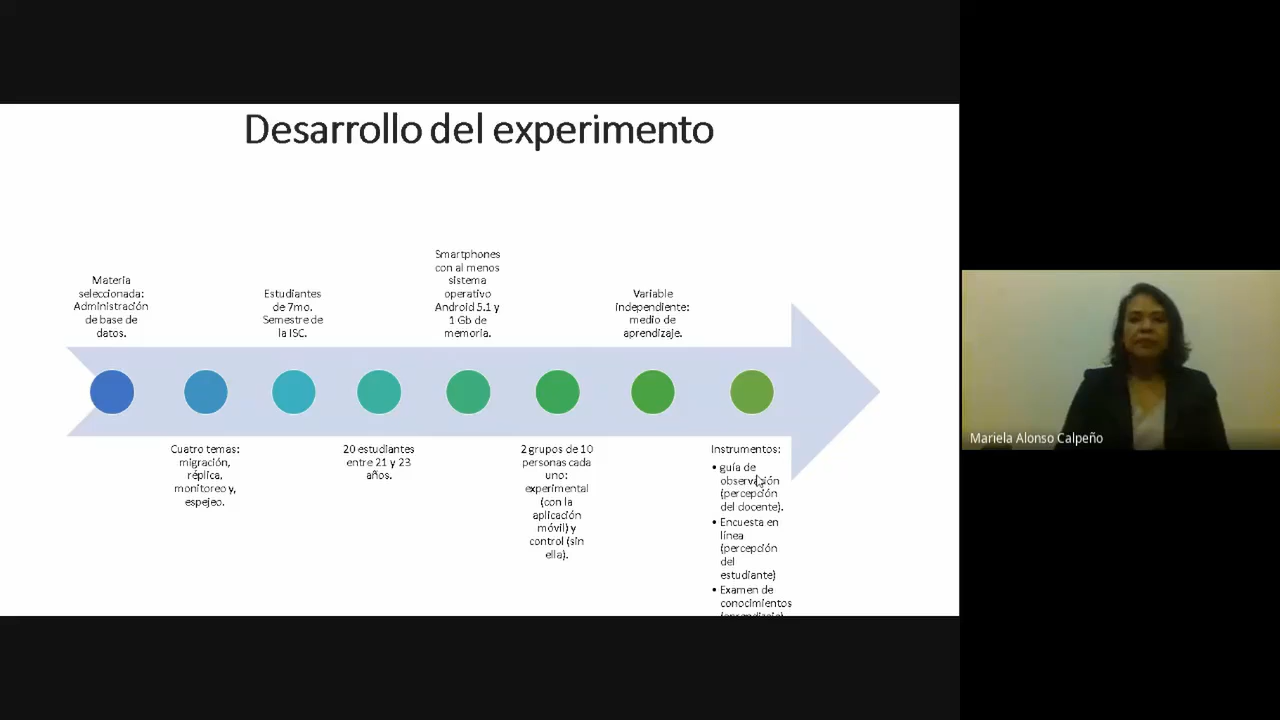 Desarrollo del experimento
Materia
seleccionada:
Administración
de base de
datos.
Cuatro temas:
migración,
réplica,
monitoreo y,
espejeo.
Estudiantes
de 7mo.
Semestre de
la ISC.
20 estudiantes
entre 21 y 23
años.
Smartphones
con al menos
sistema
operativo
Android 5.1 y
1 Gb de
memoria.
2 grupos de 10
personas cada
uno:
experimental
(con la
aplicación
móvil) y
control (sin
ella).
Variable
independiente:
medio de
aprendizaje.
Instrumentos:
• guía de
observación
(percepción
del docente).
• Encuesta en
línea
(percepción
del
estudiante)
• Examen de
conocimientos
(aprendizaje)
Mariela Alonso Calpeño